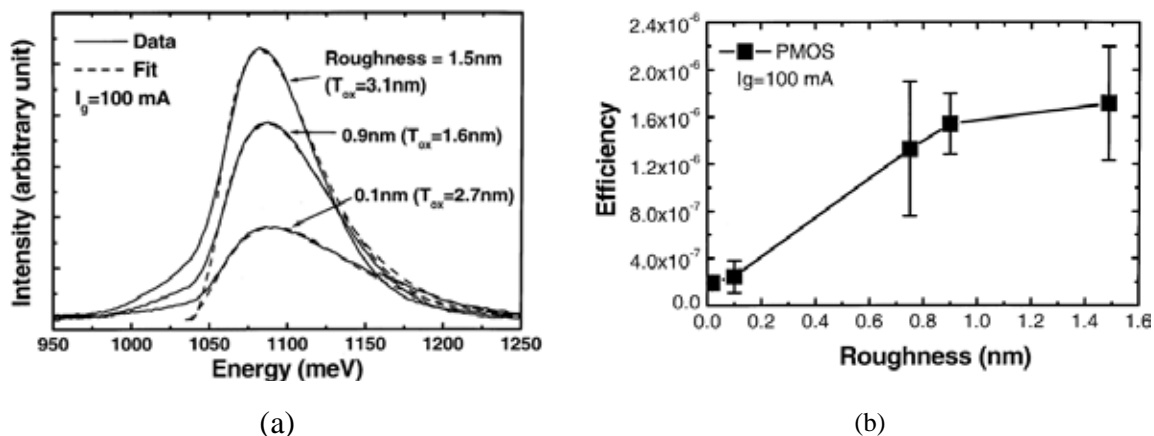 Data
Fit
I_g=100 mA
Roughness = 1.5nm
(T_ox=3.1nm)
0.9nm (T_ox=1.6nm)
0.1nm (T_ox=2.7nm)
Intensity (arbitrary unit)
950 1000 1050 1100 1150 1200 1250
Energy (meV)
(a)
2.4x10⁻⁶
2.0x10⁻⁶
1.6x10⁻⁶
1.2x10⁻⁶
8.0x10⁻⁷
4.0x10⁻⁷
0.0
PMOS
Ig=100 mA
Efficiency
0.0 0.2 0.4 0.6 0.8 1.0 1.2 1.4 1.6
Roughness (nm)
(b)